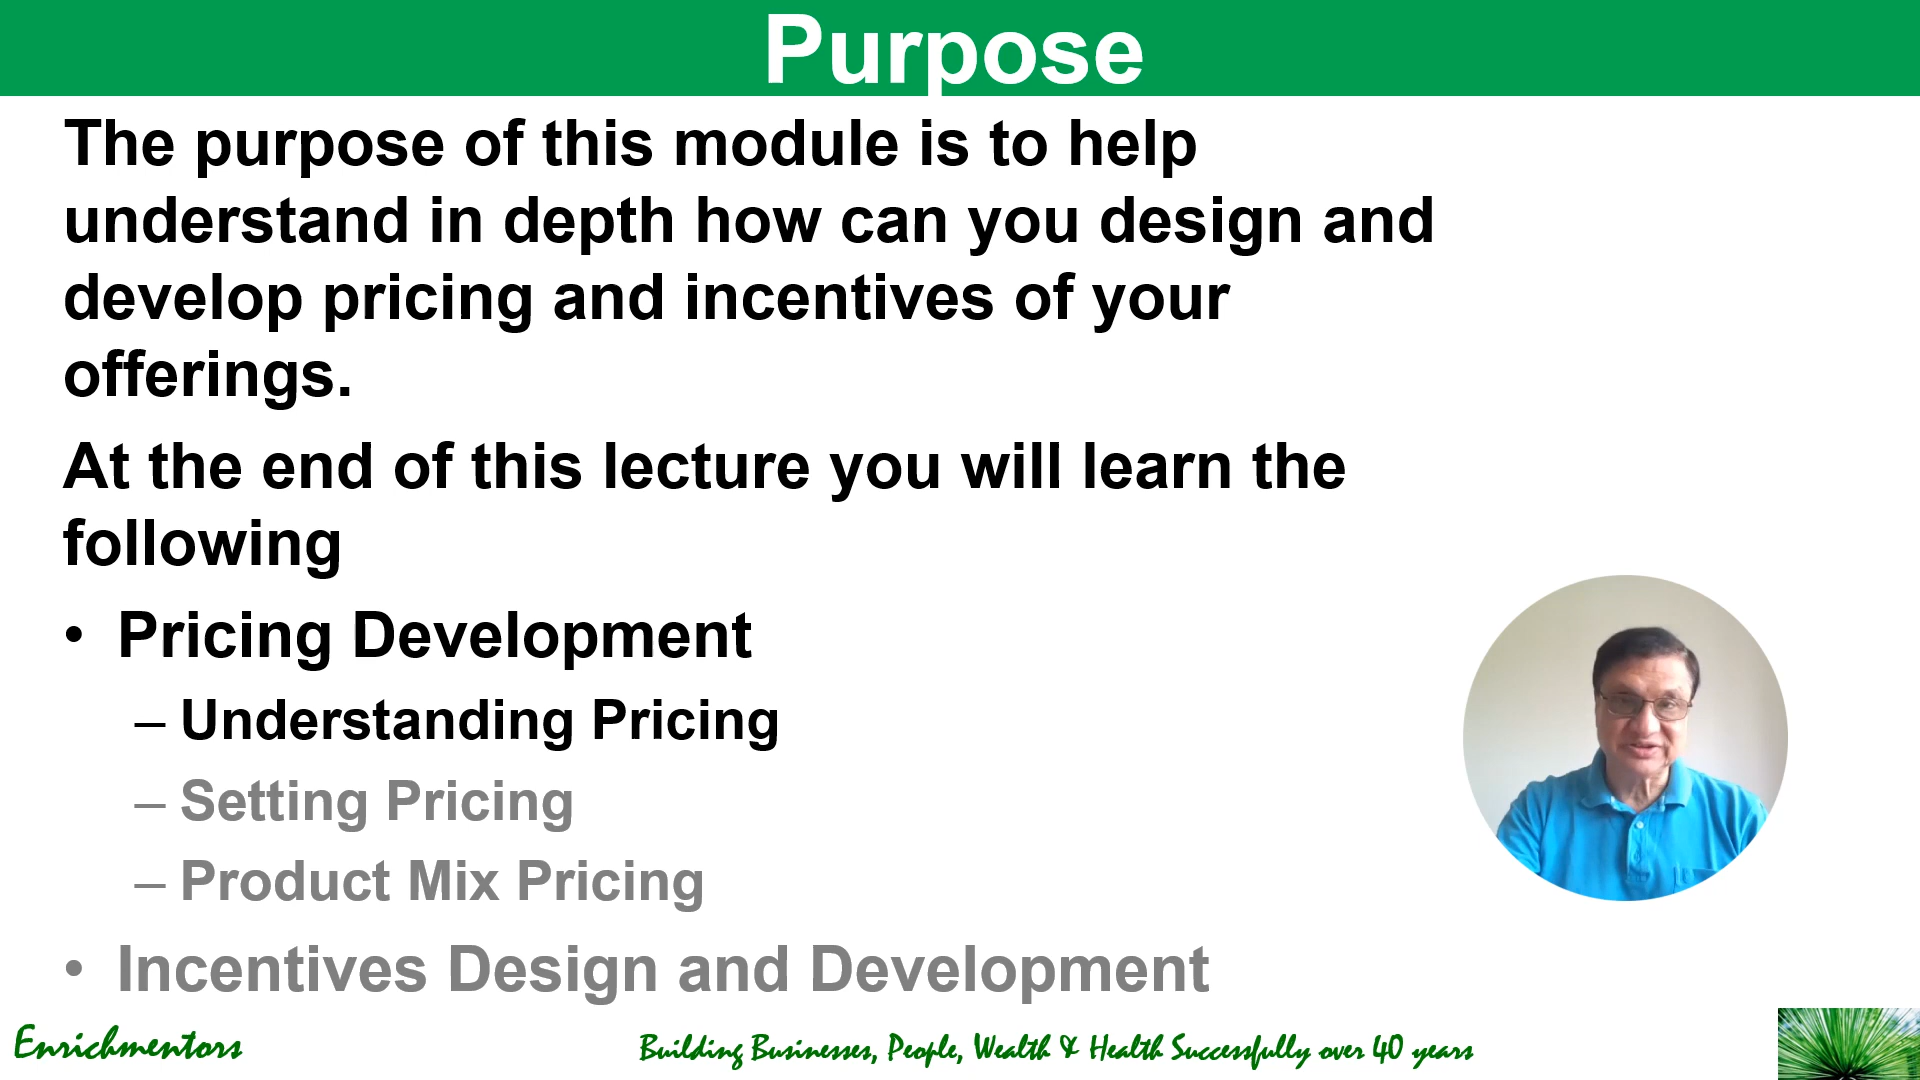 Purpose
The purpose of this module is to help
understand in depth how can you design and
develop pricing and incentives of your
offerings.
At the end of this lecture you will learn the
following
• Pricing Development
– Understanding Pricing
– Setting Pricing
– Product Mix Pricing
• Incentives Design and Development
Enrichmentors
Building Businesses, People, Wealth & Health Successfully over 40 years